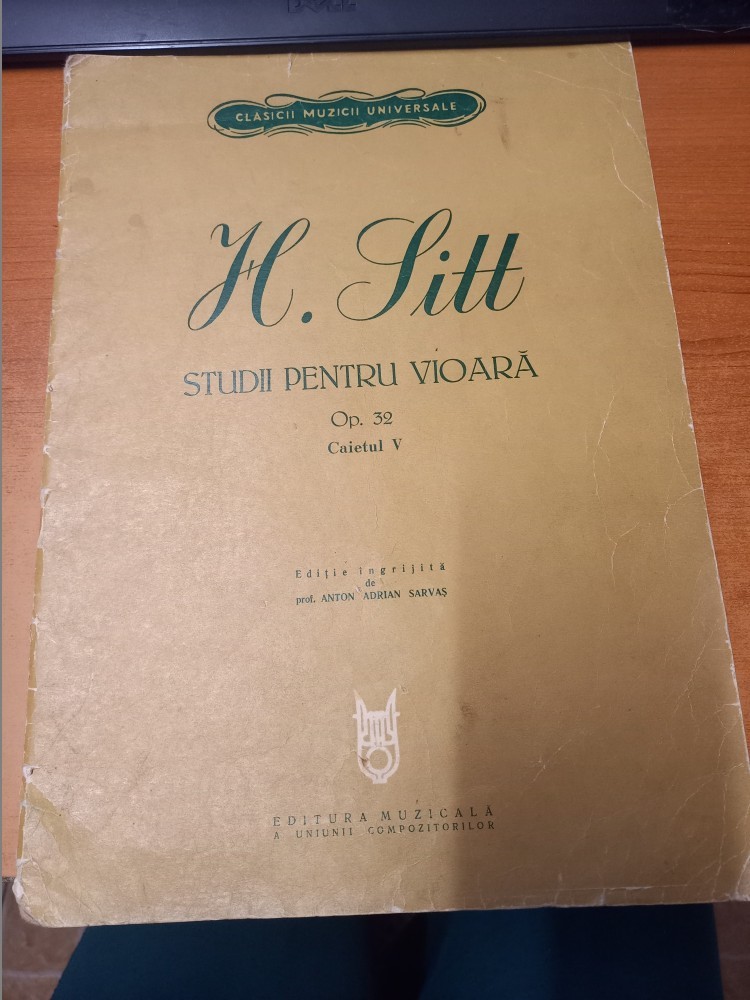 CLASICII MUZICII UNIVERSALE
H. Sitt
STUDII PENTRU VIOARĂ
Op. 32
Caietul V
Ediție îngrijită
de
prof. ANTON ADRIAN SARVAȘ
EDITURA MUZICALĂ
A UNIUNII COMPOZITORILOR